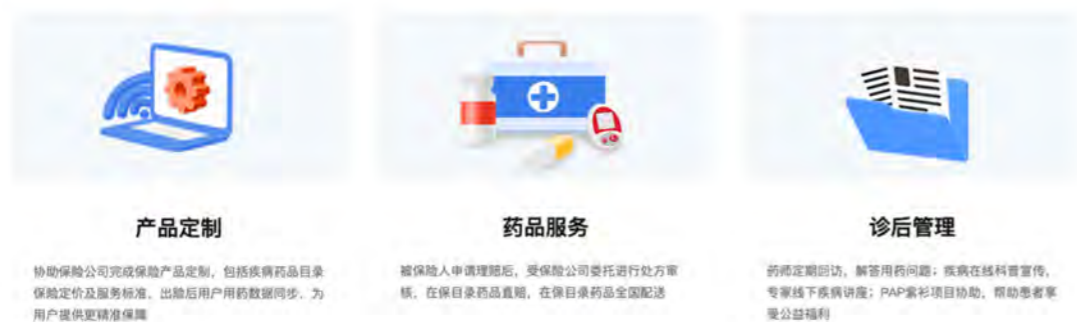 产品定制
协助保险公司完成保险产品定制，包括疾病药品目录
保险定价及服务标准，出险后用户用药数据同步，为
用户提供更精准保障
药品服务
被保险人申请理赔后，受保险公司委托进行处方审
核，在保目录药品直赔，在保目录药品全国配送
诊后管理
药师定期回访，解答用药问题；疾病在线科普宣传，
专家线下疾病讲座；PAP紫衫项目协助，帮助患者享
受公益福利